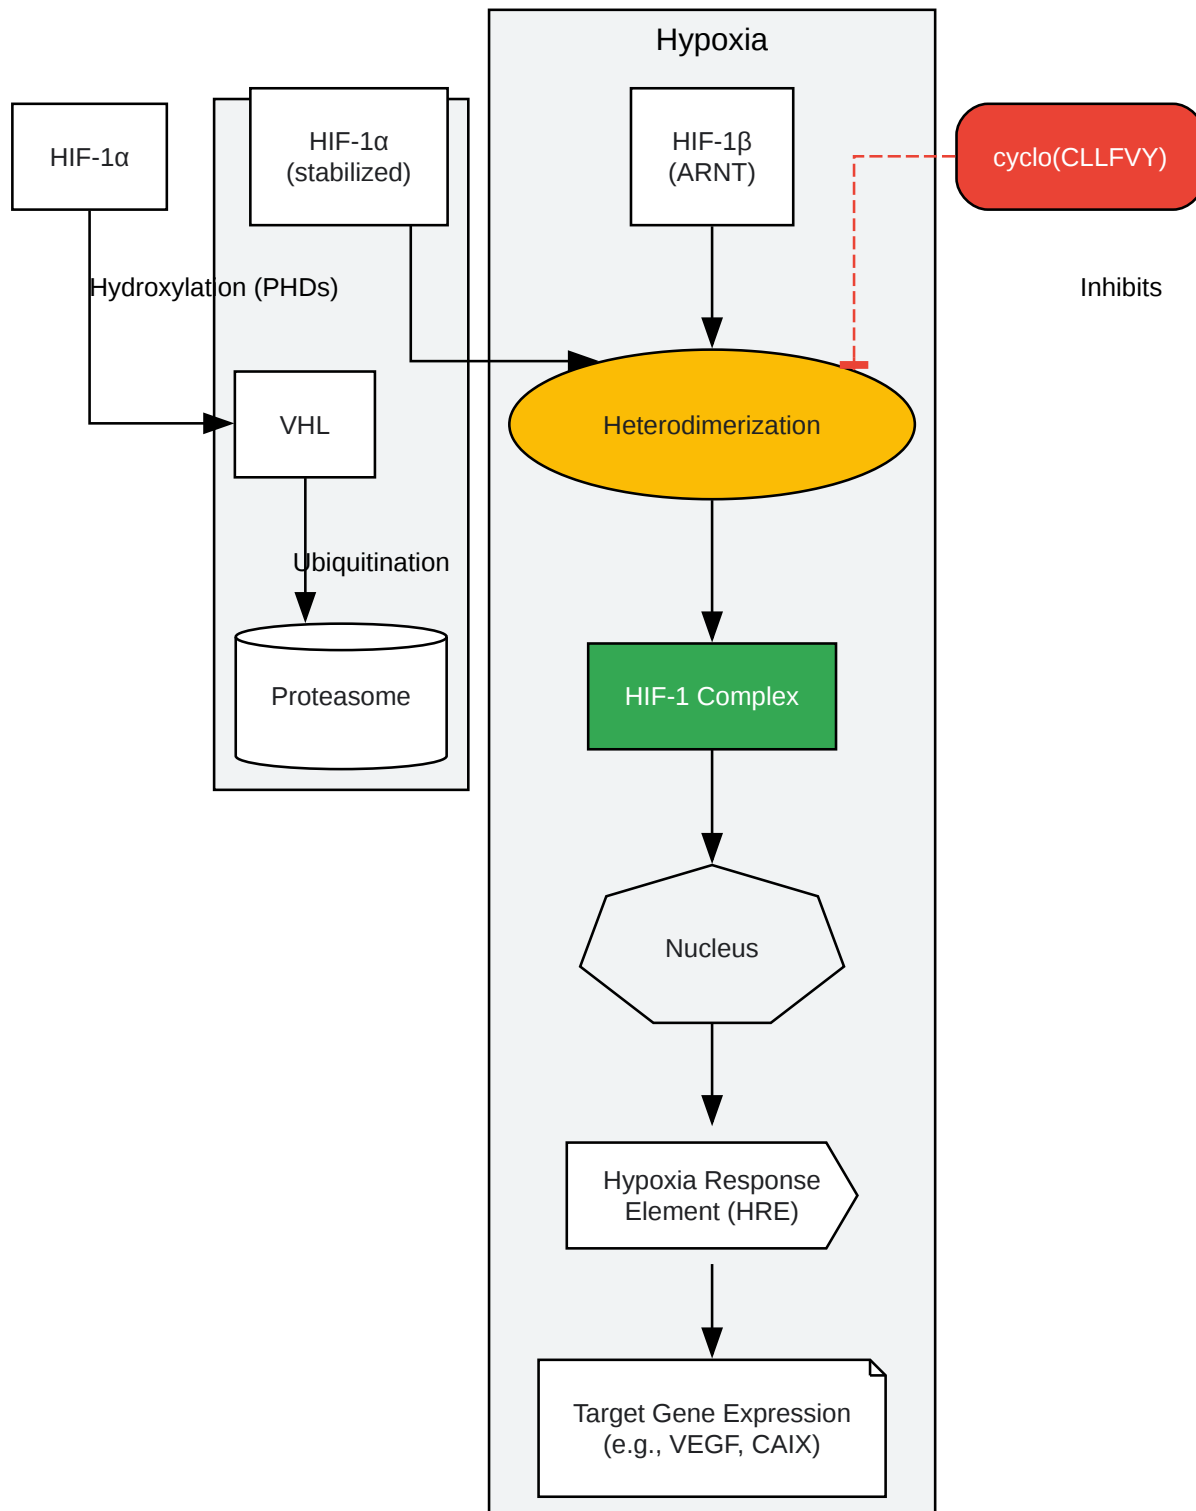 Hypoxia
HIF-1α
HIF-1α
(stabilized)
HIF-1β
(ARNT)
cyclo(CLLFVY)
Hydroxylation (PHDs)
Inhibits
VHL
Heterodimerization
Ubiquitination
Proteasome
HIF-1 Complex
Nucleus
Hypoxia Response
Element (HRE)
Target Gene Expression
(e.g., VEGF, CAIX)